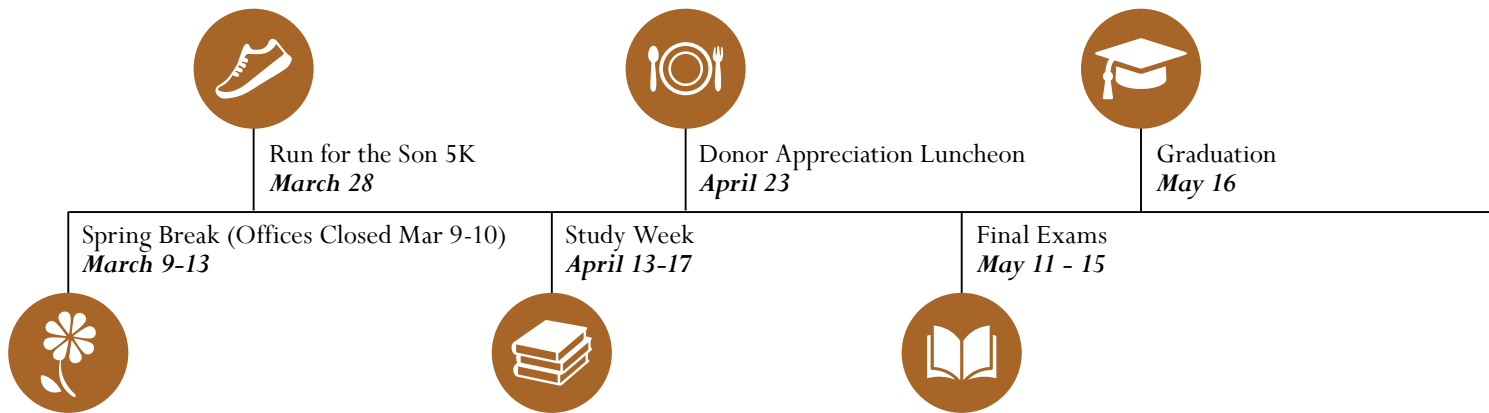 Run for the Son 5K
March 28
Donor Appreciation Luncheon
April 23
Graduation
May 16
Spring Break (Offices Closed Mar 9-10)
March 9-13
Study Week
April 13-17
Final Exams
May 11 - 15